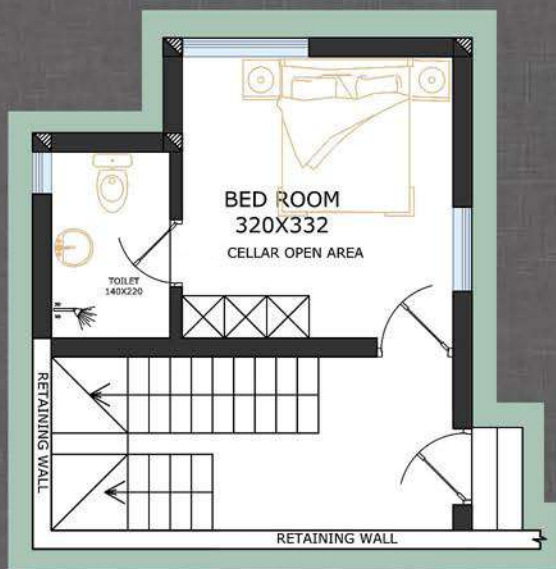 BED ROOM
320X332
CELLAR OPEN AREA
TOILET
140X220
RETAINING WALL
RETAINING WALL